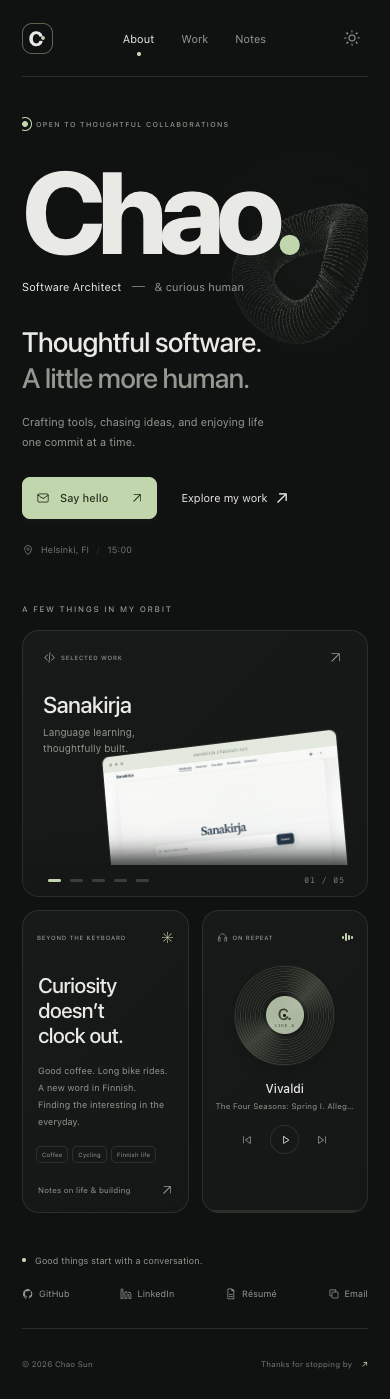 C
About Work Notes
OPEN TO THOUGHTFUL COLLABORATIONS
Chao.
Software Architect — & curious human
Thoughtful software.
A little more human.
Crafting tools, chasing ideas, and enjoying life
one commit at a time.
Say hello
Explore my work
Helsinki, FI / 15:00
A FEW THINGS IN MY ORBIT
SELECTED WORK
Sanakirja
Language learning,
thoughtfully built.
Sanakirja
Sanakirja
01 / 05
BEYOND THE KEYBOARD
Curiosity
doesn't
clock out.
Good coffee. Long bike rides.
A new word in Finnish.
Finding the interesting in the
everyday.
Coffee Cycling Finnish life
Notes on life & building
ON REPEAT
C.
SIDE A
Vivaldi
The Four Seasons: Spring I. Alleg…
Good things start with a conversation.
GitHub LinkedIn Résumé Email
© 2026 Chao Sun
Thanks for stopping by